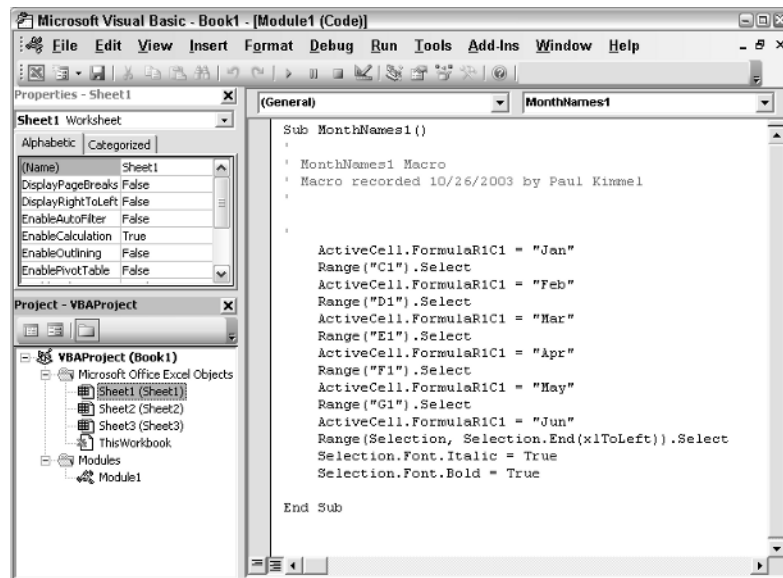 Microsoft Visual Basic - Book1 - [Module1 (Code)]
File Edit View Insert Format Debug Run Tools Add-Ins Window Help
Properties - Sheet1
Sheet1 Worksheet
Alphabetic Categorized
(Name) Sheet1
DisplayPageBreaks False
DisplayRightToLeft False
EnableAutoFilter False
EnableCalculation True
EnableOutlining False
EnablePivotTable False
Project - VBAProject
VBAProject (Book1)
Microsoft Office Excel Objects
Sheet1 (Sheet1)
Sheet2 (Sheet2)
Sheet3 (Sheet3)
ThisWorkbook
Modules
Module1
(General) MonthNames1
Sub MonthNames1()
'
' MonthNames1 Macro
' Macro recorded 10/26/2003 by Paul Kimmel
'
'
ActiveCell.FormulaR1C1 = "Jan"
Range("C1").Select
ActiveCell.FormulaR1C1 = "Feb"
Range("D1").Select
ActiveCell.FormulaR1C1 = "Mar"
Range("E1").Select
ActiveCell.FormulaR1C1 = "Apr"
Range("F1").Select
ActiveCell.FormulaR1C1 = "May"
Range("G1").Select
ActiveCell.FormulaR1C1 = "Jun"
Range(Selection, Selection.End(xlToLeft)).Select
Selection.Font.Italic = True
Selection.Font.Bold = True
End Sub